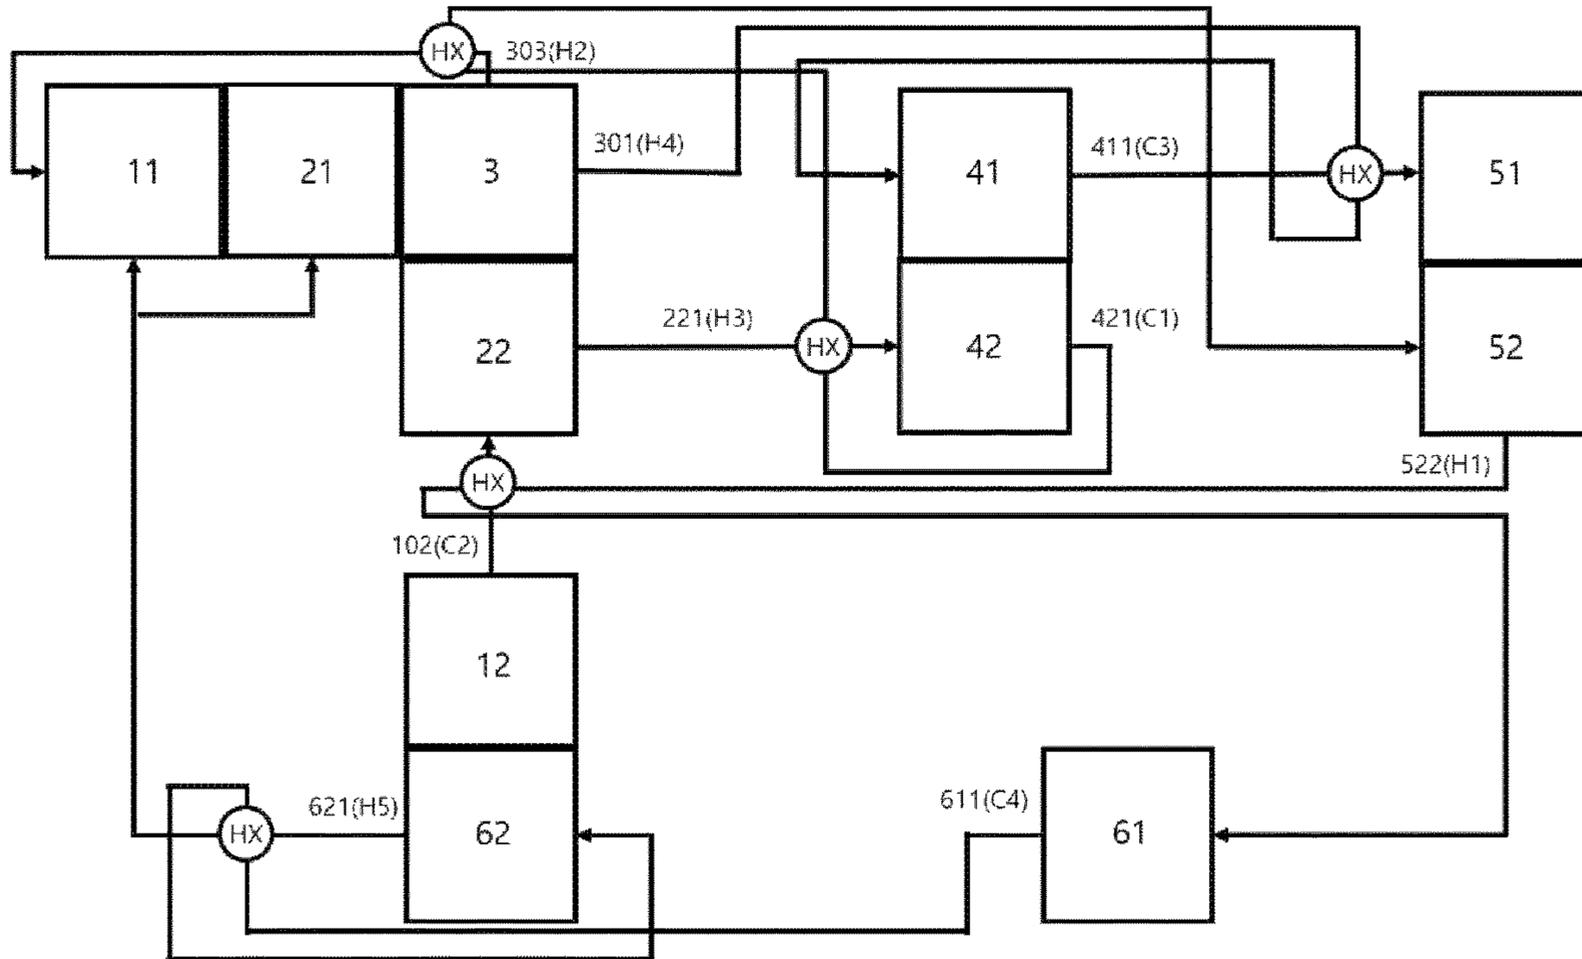 HX
303(H2)
301(H4)
11
21
3
41
411(C3)
HX
51
221(H3)
HX
22
42
421(C1)
52
HX
522(H1)
102(C2)
12
621(H5)
HX
62
611(C4)
61